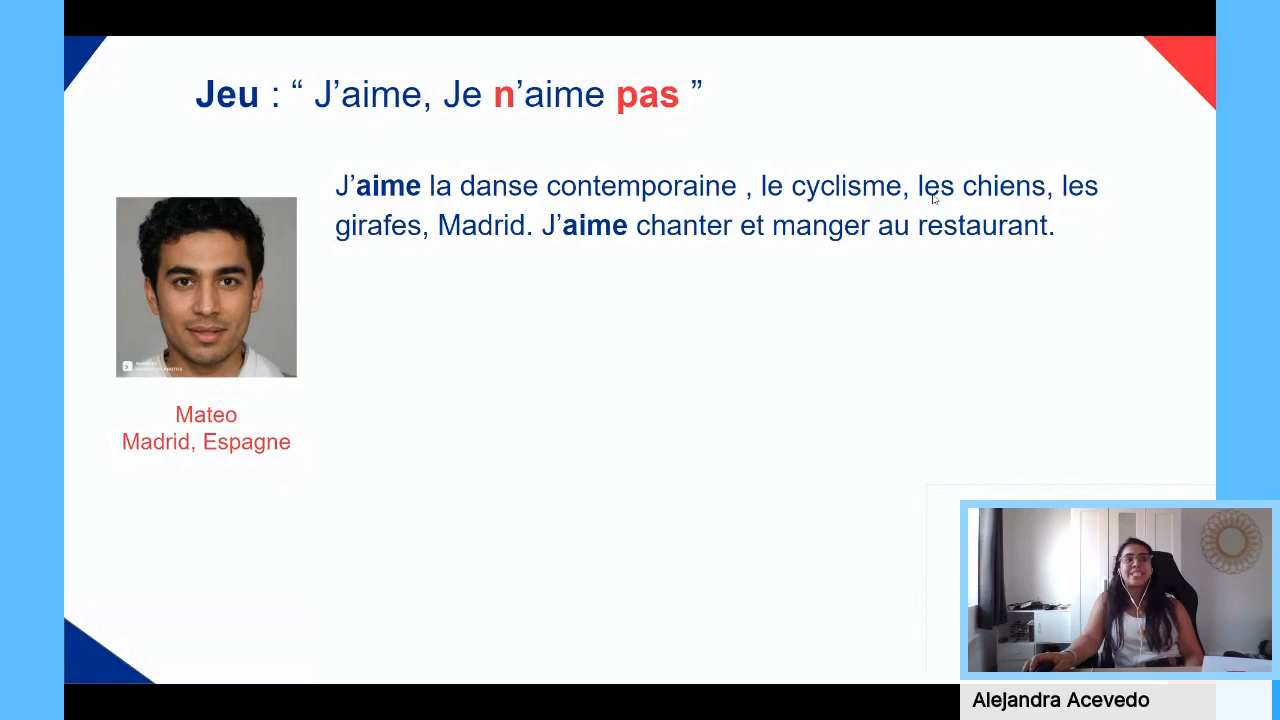 Jeu : “ J’aime, Je n’aime pas ”
J’aime la danse contemporaine , le cyclisme, les chiens, les
girafes, Madrid. J’aime chanter et manger au restaurant.
Mateo
Madrid, Espagne
Alejandra Acevedo